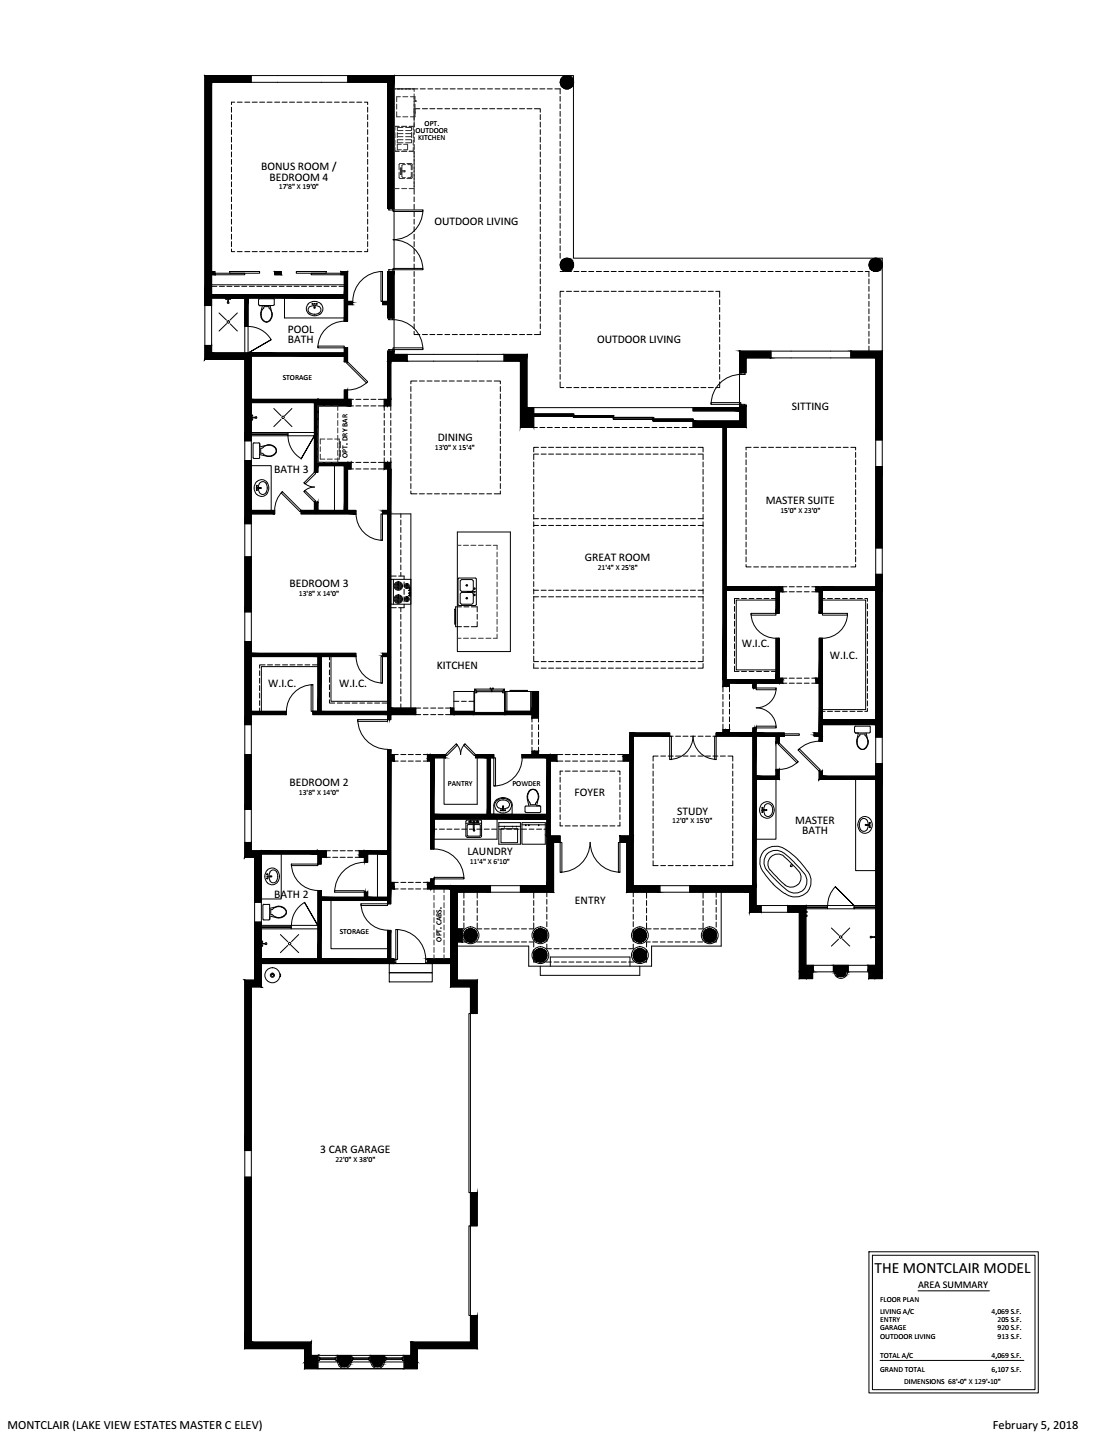 OPT.
OUTDOOR
KITCHEN
BONUS ROOM /
BEDROOM 4
17'8" X 19'0"
OUTDOOR LIVING
POOL
BATH
OUTDOOR LIVING
STORAGE
SITTING
OPT. DRY BAR
DINING
13'0" X 15'4"
BATH 3
MASTER SUITE
15'0" X 23'0"
GREAT ROOM
21'4" X 25'8"
BEDROOM 3
13'8" X 14'0"
W.I.C.
W.I.C.
KITCHEN
W.I.C.
W.I.C.
BEDROOM 2
13'8" X 14'0"
PANTRY
POWDER
FOYER
STUDY
12'0" X 15'0"
MASTER
BATH
LAUNDRY
11'4" X 6'10"
BATH 2
ENTRY
STORAGE
OPT. CABS.
3 CAR GARAGE
22'0" X 38'0"
THE MONTCLAIR MODEL
AREA SUMMARY
FLOOR PLAN
LIVING A/C 4,069 S.F.
ENTRY 205 S.F.
GARAGE 920 S.F.
OUTDOOR LIVING 913 S.F.
TOTAL A/C 4,069 S.F.
GRAND TOTAL 6,107 S.F.
DIMENSIONS 68'-0" X 129'-10"
MONTCLAIR (LAKE VIEW ESTATES MASTER C ELEV)
February 5, 2018